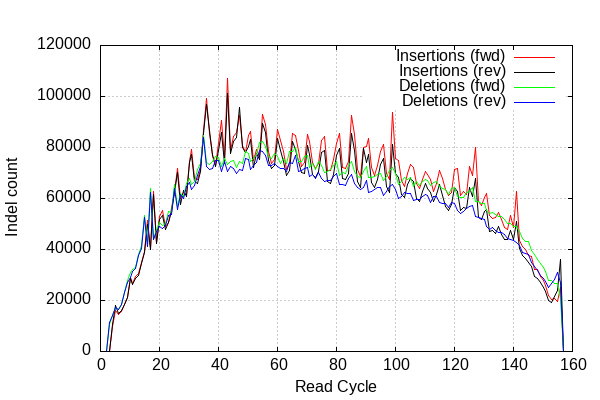 120000
100000
80000
60000
40000
20000
0
Indel count
Insertions (fwd)
Insertions (rev)
Deletions (fwd)
Deletions (rev)
0 20 40 60 80 100 120 140 160
Read Cycle